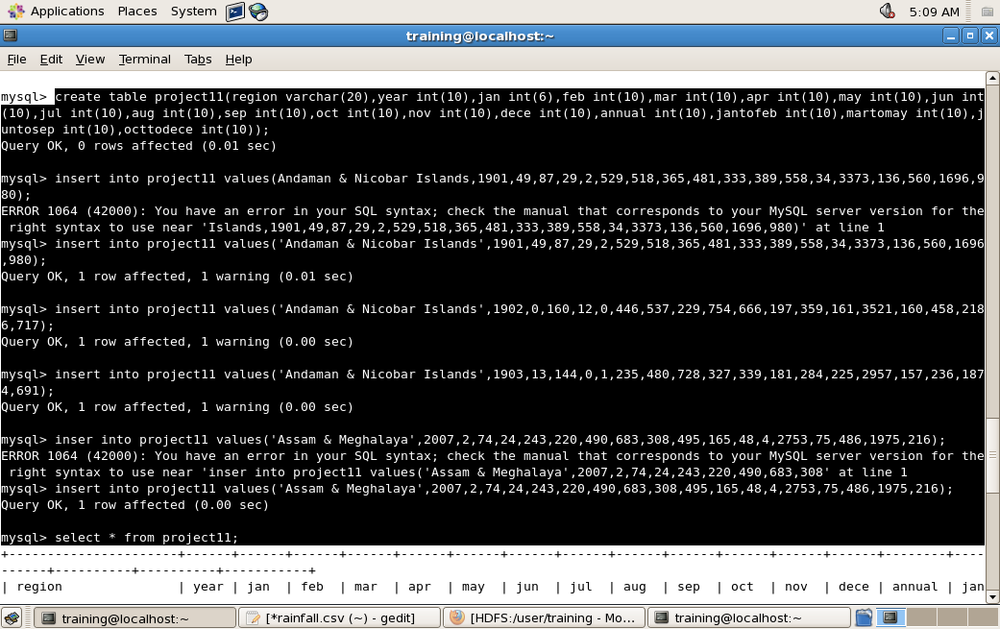 Applications Places System 5:09 AM
training@localhost:~
File Edit View Terminal Tabs Help
mysql> create table project11(region varchar(20),year int(10),jan int(6),feb int(10),mar int(10),apr int(10),may int(10),jun int
(10),jul int(10),aug int(10),sep int(10),oct int(10),nov int(10),dece int(10),annual int(10),jantofeb int(10),martomay int(10),j
untosep int(10),octtodece int(10));
Query OK, 0 rows affected (0.01 sec)
mysql> insert into project11 values(Andaman & Nicobar Islands,1901,49,87,29,2,529,518,365,481,333,389,558,34,3373,136,560,1696,9
80);
ERROR 1064 (42000): You have an error in your SQL syntax; check the manual that corresponds to your MySQL server version for the
right syntax to use near 'Islands,1901,49,87,29,2,529,518,365,481,333,389,558,34,3373,136,560,1696,980)' at line 1
mysql> insert into project11 values('Andaman & Nicobar Islands',1901,49,87,29,2,529,518,365,481,333,389,558,34,3373,136,560,1696
,980);
Query OK, 1 row affected, 1 warning (0.01 sec)
mysql> insert into project11 values('Andaman & Nicobar Islands',1902,0,160,12,0,446,537,229,754,666,197,359,161,3521,160,458,218
6,717);
Query OK, 1 row affected, 1 warning (0.00 sec)
mysql> insert into project11 values('Andaman & Nicobar Islands',1903,13,144,0,1,235,480,728,327,339,181,284,225,2957,157,236,187
4,691);
Query OK, 1 row affected, 1 warning (0.00 sec)
mysql> inser into project11 values('Assam & Meghalaya',2007,2,74,24,243,220,490,683,308,495,165,48,4,2753,75,486,1975,216);
ERROR 1064 (42000): You have an error in your SQL syntax; check the manual that corresponds to your MySQL server version for the
right syntax to use near 'inser into project11 values('Assam & Meghalaya',2007,2,74,24,243,220,490,683,308' at line 1
mysql> insert into project11 values('Assam & Meghalaya',2007,2,74,24,243,220,490,683,308,495,165,48,4,2753,75,486,1975,216);
Query OK, 1 row affected (0.00 sec)
mysql> select * from project11;
+-----------------------+------+------+------+------+------+------+------+------+------+------+------+------+------+--------+----
------+----------+-----------+-----------+
| region | year | jan | feb | mar | apr | may | jun | jul | aug | sep | oct | nov | dece | annual | jan
training@localhost:~ [*rainfall.csv (~) - gedit] [HDFS:/user/training - Mo... training@localhost:~